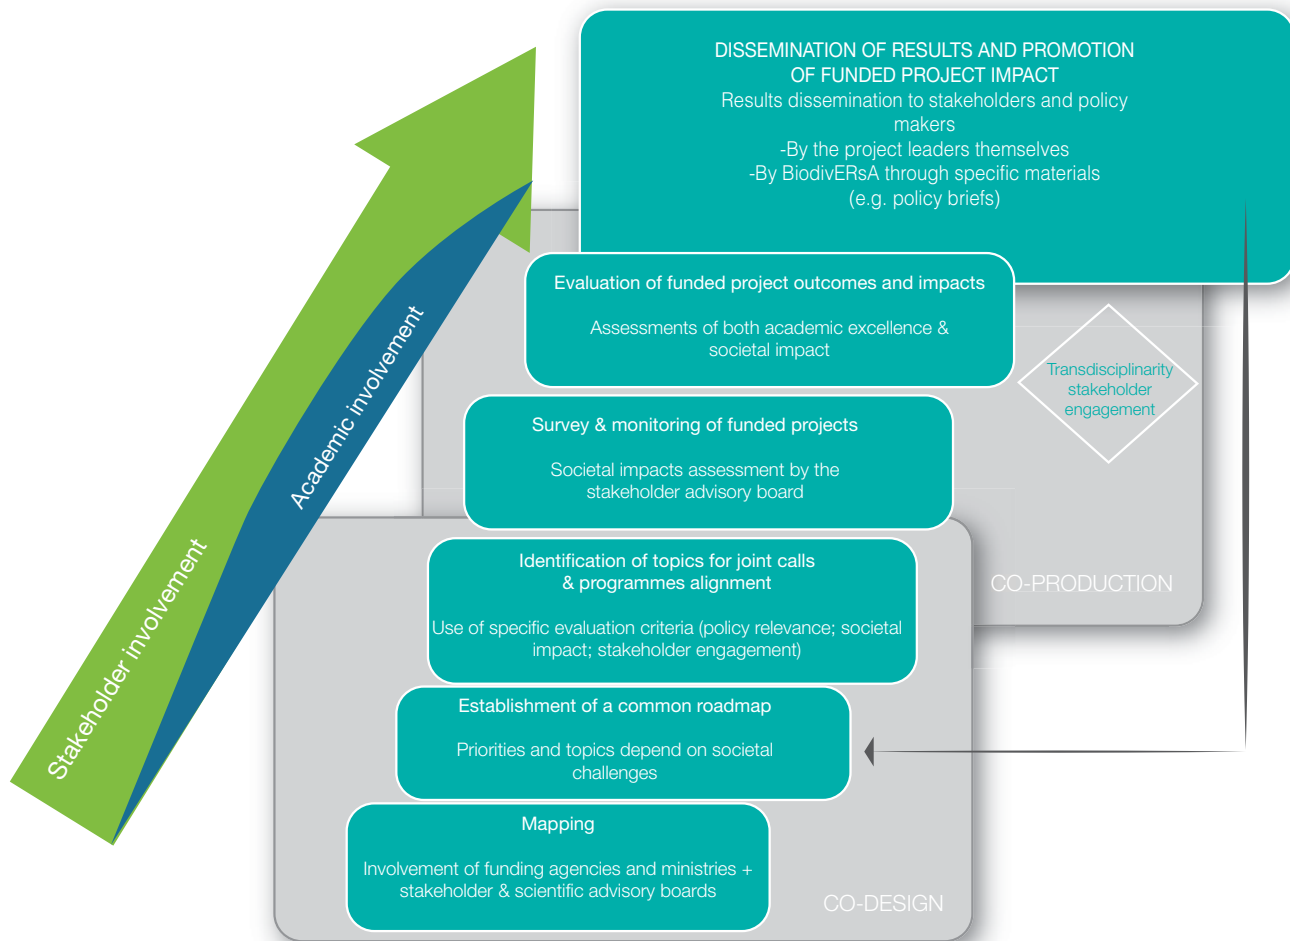 DISSEMINATION OF RESULTS AND PROMOTION
OF FUNDED PROJECT IMPACT
Results dissemination to stakeholders and policy
makers
-By the project leaders themselves
-By BiodivERsA through specific materials
(e.g. policy briefs)
Evaluation of funded project outcomes and impacts
Assessments of both academic excellence &
societal impact
Transdisciplinarity
stakeholder
engagement
Survey & monitoring of funded projects
Societal impacts assessment by the
stakeholder advisory board
Identification of topics for joint calls
& programmes alignment
Use of specific evaluation criteria (policy relevance; societal
impact; stakeholder engagement)
CO-PRODUCTION
Establishment of a common roadmap
Priorities and topics depend on societal
challenges
Mapping
Involvement of funding agencies and ministries +
stakeholder & scientific advisory boards
CO-DESIGN
Stakeholder involvement
Academic involvement